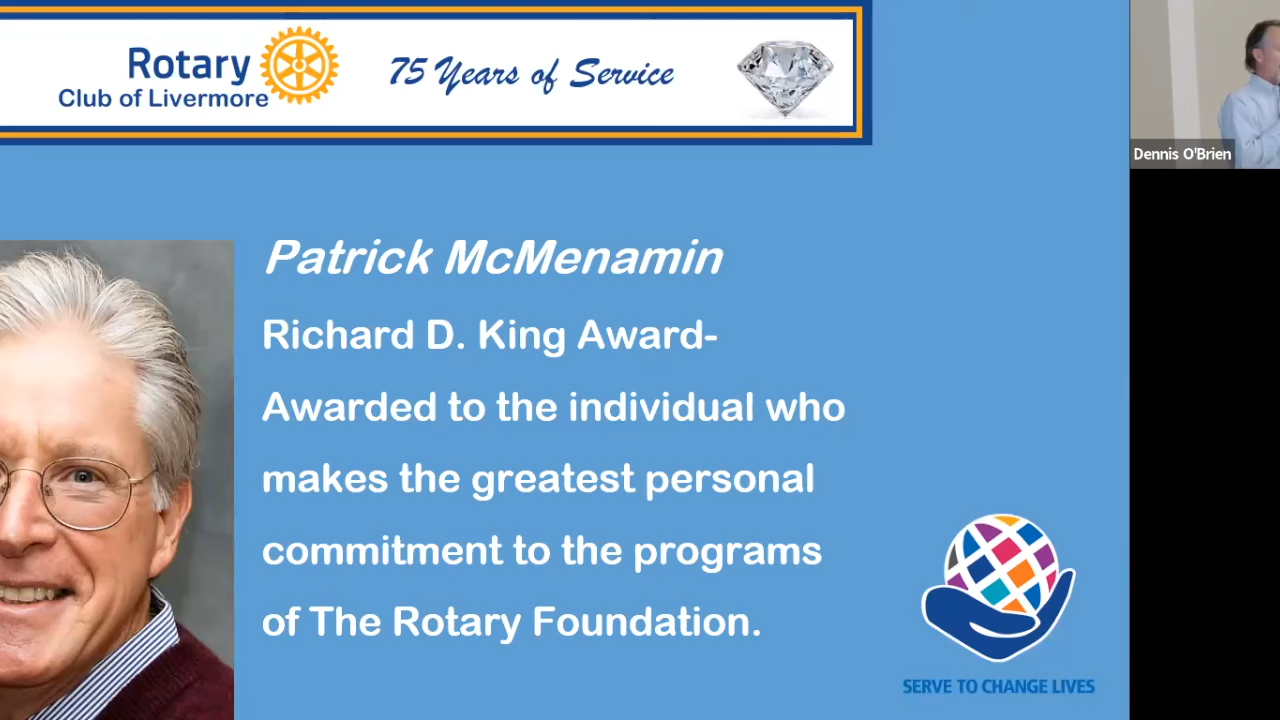 Rotary
Club of Livermore
75 Years of Service
Dennis O'Brien
Patrick McMenamin
Richard D. King Award-
Awarded to the individual who
makes the greatest personal
commitment to the programs
of The Rotary Foundation.
SERVE TO CHANGE LIVES